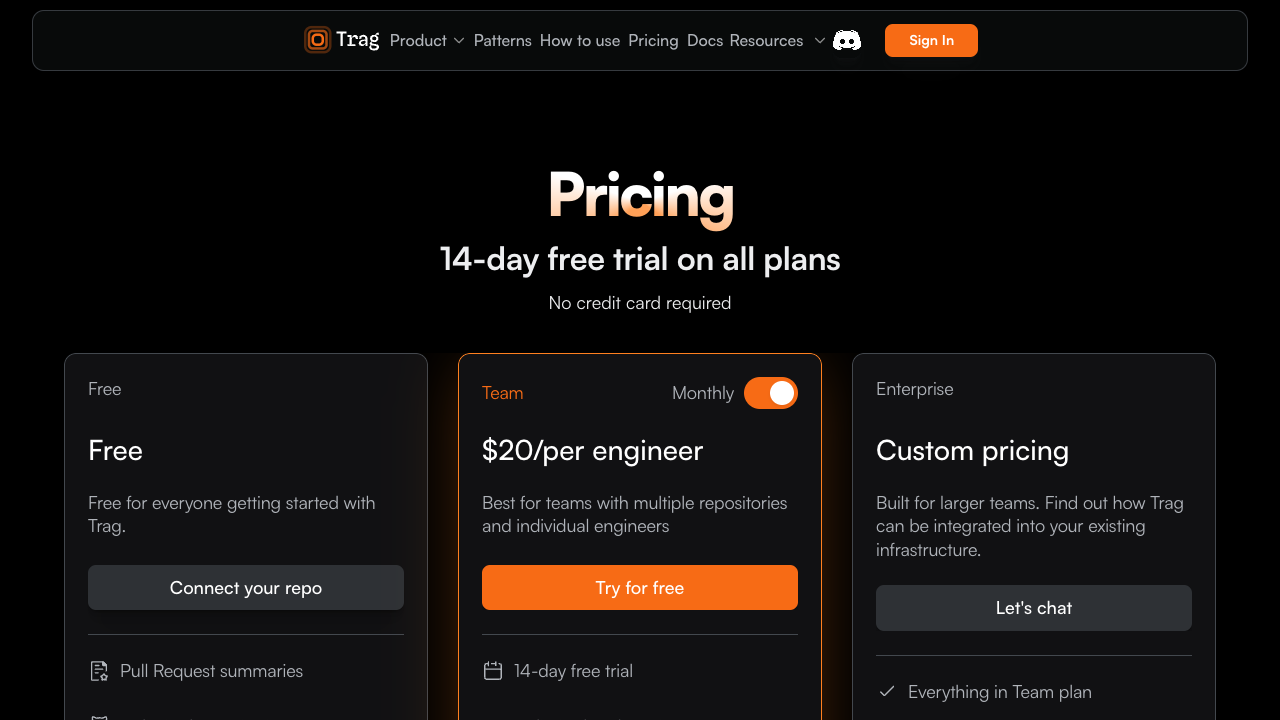 Trag
Product
Patterns
How to use
Pricing
Docs
Resources
Sign In
Pricing
14-day free trial on all plans
No credit card required
Free
Free
Free for everyone getting started with
Trag.
Connect your repo
Pull Request summaries
Team
Monthly
$20/per engineer
Best for teams with multiple repositories
and individual engineers
Try for free
14-day free trial
Enterprise
Custom pricing
Built for larger teams. Find out how Trag
can be integrated into your existing
infrastructure.
Let's chat
Everything in Team plan